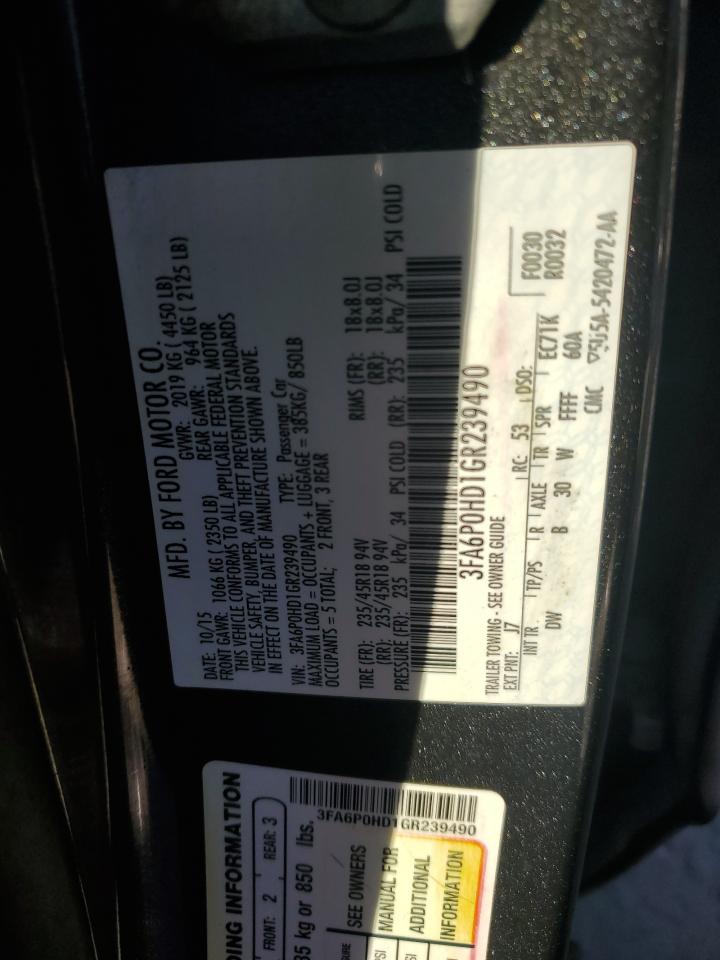 MFD. BY FORD MOTOR CO.
DATE: 10/15 GVWR: 2019 KG ( 4450 LB)
FRONT GAWR: 1066 KG ( 2350 LB) REAR GAWR: 964 KG ( 2125 LB)
THIS VEHICLE CONFORMS TO ALL APPLICABLE FEDERAL MOTOR
VEHICLE SAFETY, BUMPER, AND THEFT PREVENTION STANDARDS
IN EFFECT ON THE DATE OF MANUFACTURE SHOWN ABOVE.
VIN: 3FA6P0HD1GR239490 TYPE: Passenger Car
MAXIMUM LOAD = OCCUPANTS + LUGGAGE = 385KG/ 850LB
OCCUPANTS = 5 TOTAL; 2 FRONT, 3 REAR
TIRE (FR): 235/45R18 94V RIMS (FR): 18x8.0J
(RR): 235/45R18 94V (RR): 18x8.0J
PRESSURE (FR): 235 kPa/ 34 PSI COLD (RR): 235 kPa/ 34 PSI COLD
3FA6P0HD1GR239490
TRAILER TOWING - SEE OWNER GUIDE
EXT PNT: J7 RC: 53 DSO:
F0030
R0032
INT TR TP/PS R AXLE TR SPR EC71K
DW B 30 W FFFF 60A
CMC
5U5A-5420472-AA
DING INFORMATION
FRONT: 2 REAR: 3
35 kg or 850 lbs.
3FA6P0HD1GR239490
SEE OWNERS
MANUAL FOR
ADDITIONAL
INFORMATION